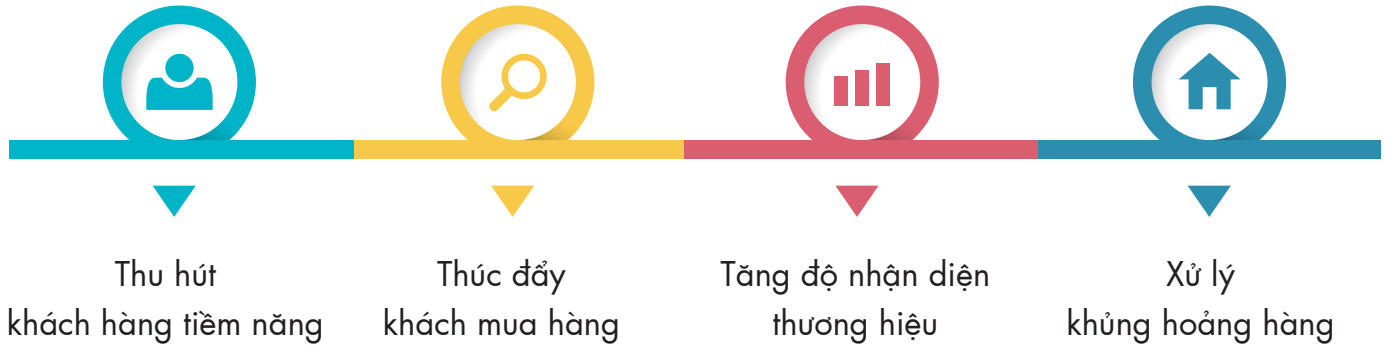 Thu hút
khách hàng tiềm năng
Thúc đẩy
khách mua hàng
Tăng độ nhận diện
thương hiệu
Xử lý
khủng hoảng hàng